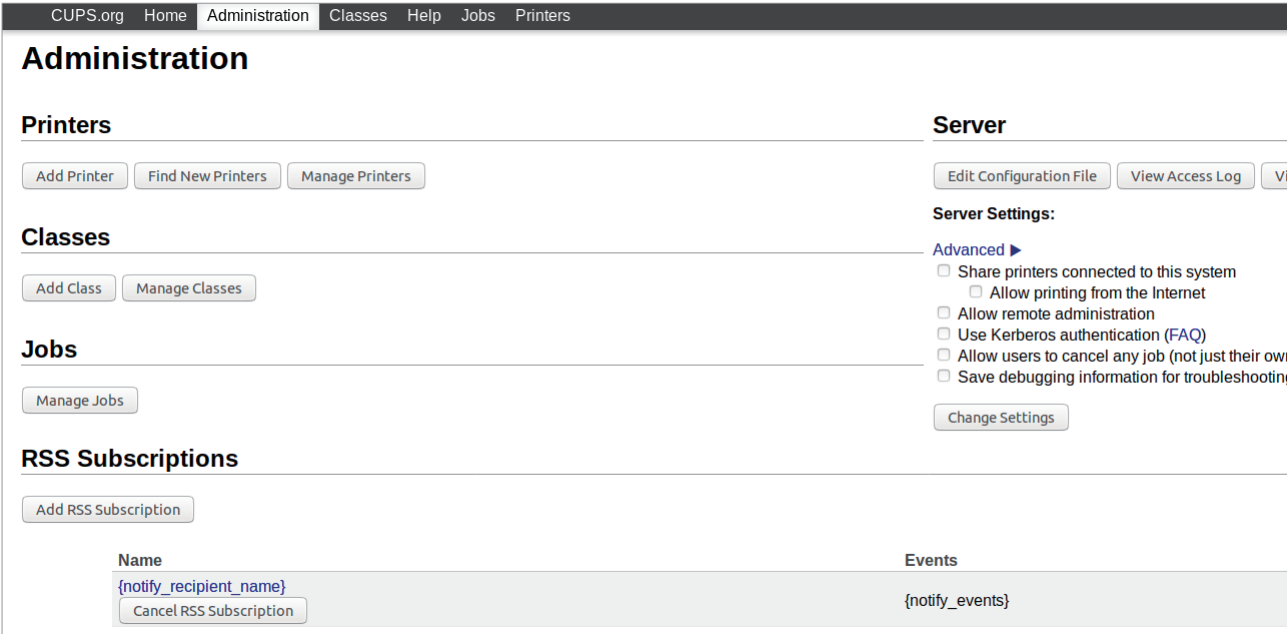 CUPS.org Home Administration Classes Help Jobs Printers
Administration
Printers
Add Printer Find New Printers Manage Printers
Classes
Add Class Manage Classes
Jobs
Manage Jobs
Server
Edit Configuration File View Access Log
Server Settings:
Advanced ▶
Share printers connected to this system
Allow printing from the Internet
Allow remote administration
Use Kerberos authentication (FAQ)
Allow users to cancel any job (not just their
Save debugging information for
Change Settings
RSS Subscriptions
Add RSS Subscription
Name Events
{notify_recipient_name}
Cancel RSS Subscription
{notify_events}